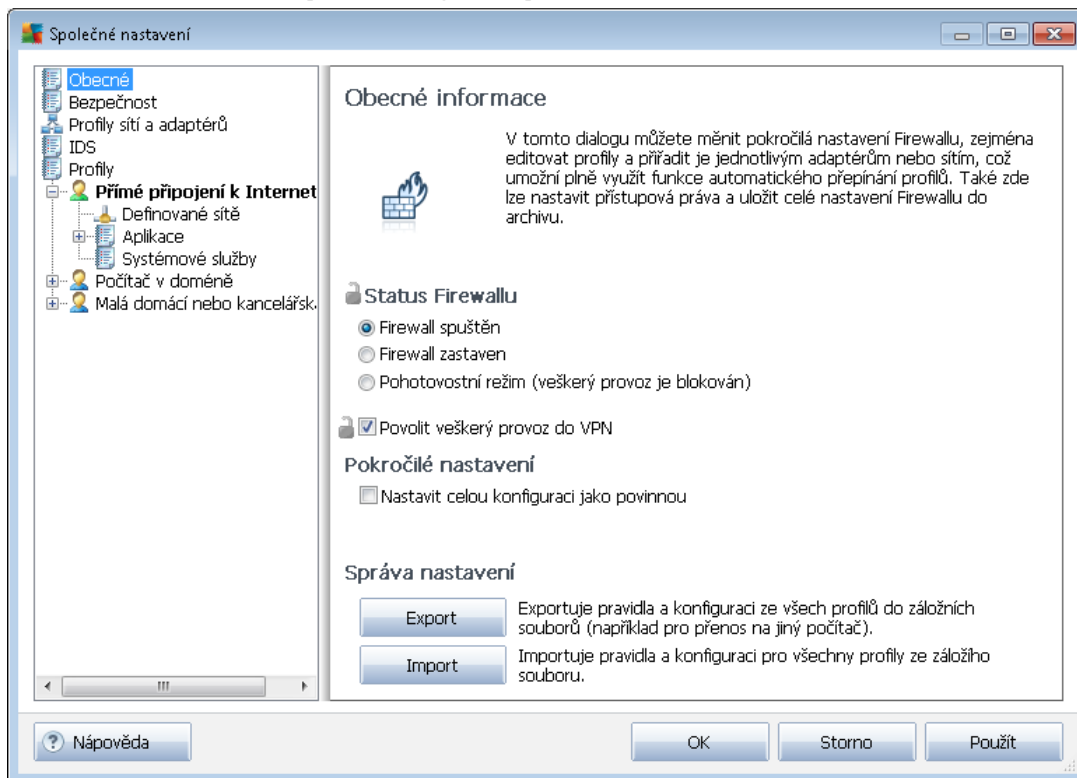 Společné nastavení
Obecné
Bezpečnost
Profily sítí a adaptérů
IDS
Profily
Přímé připojení k Internet
Definované sítě
Aplikace
Systémové služby
Počítač v doméně
Malá domácí nebo kancelářsk
Obecné informace
V tomto dialogu můžete měnit pokročilá nastavení Firewallu, zejména
editovat profily a přiřadit je jednotlivým adaptérům nebo sítím, což
umožní plně využít funkce automatického přepínání profilů. Také zde
lze nastavit přístupová práva a uložit celé nastavení Firewallu do
archivu.
Status Firewallu
Firewall spuštěn
Firewall zastaven
Pohotovostní režim (veškerý provoz je blokován)
Povolit veškerý provoz do VPN
Pokročilé nastavení
Nastavit celou konfiguraci jako povinnou
Správa nastavení
Export
Exportuje pravidla a konfiguraci ze všech profilů do záložních
souborů (například pro přenos na jiný počítač).
Import
Importuje pravidla a konfiguraci pro všechny profily ze záložího
souboru.
Nápověda
OK
Storno
Použít